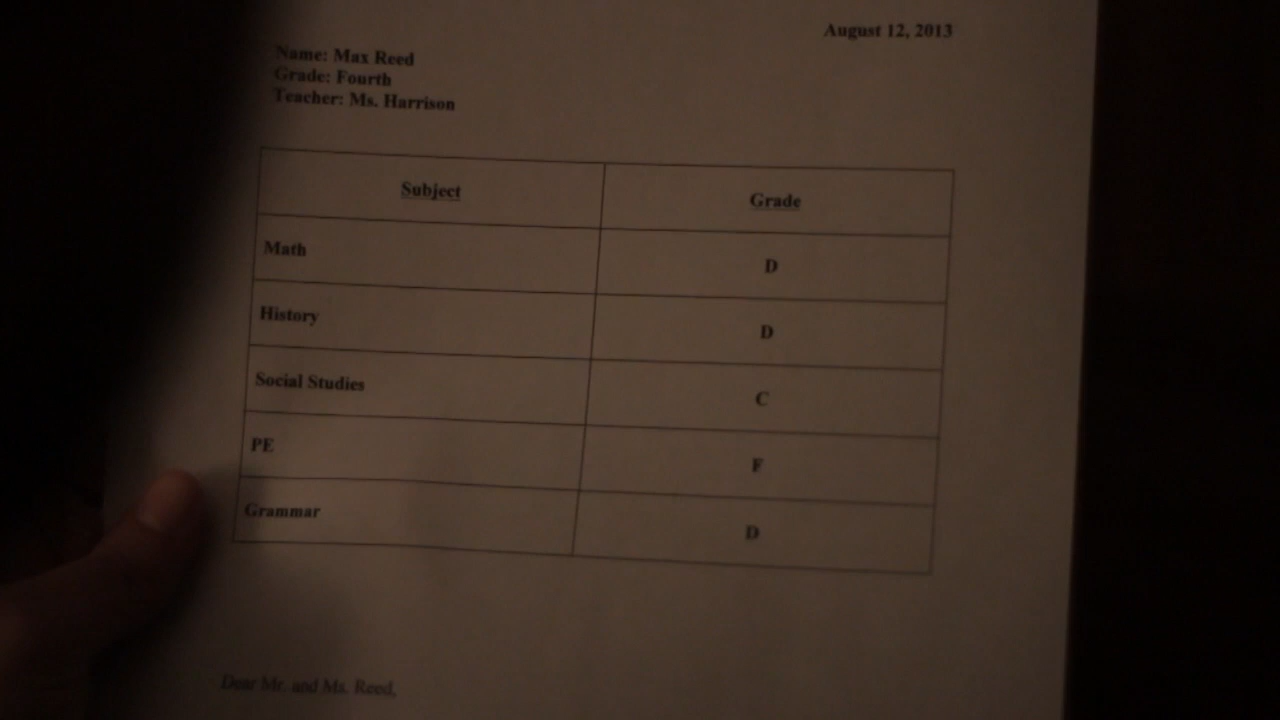 August 12, 2013
Name: Max Reed
Grade: Fourth
Teacher: Ms. Harrison
Subject Grade
Math D
History D
Social Studies C
PE F
Grammar D
Dear Mr. and Ms. Reed,